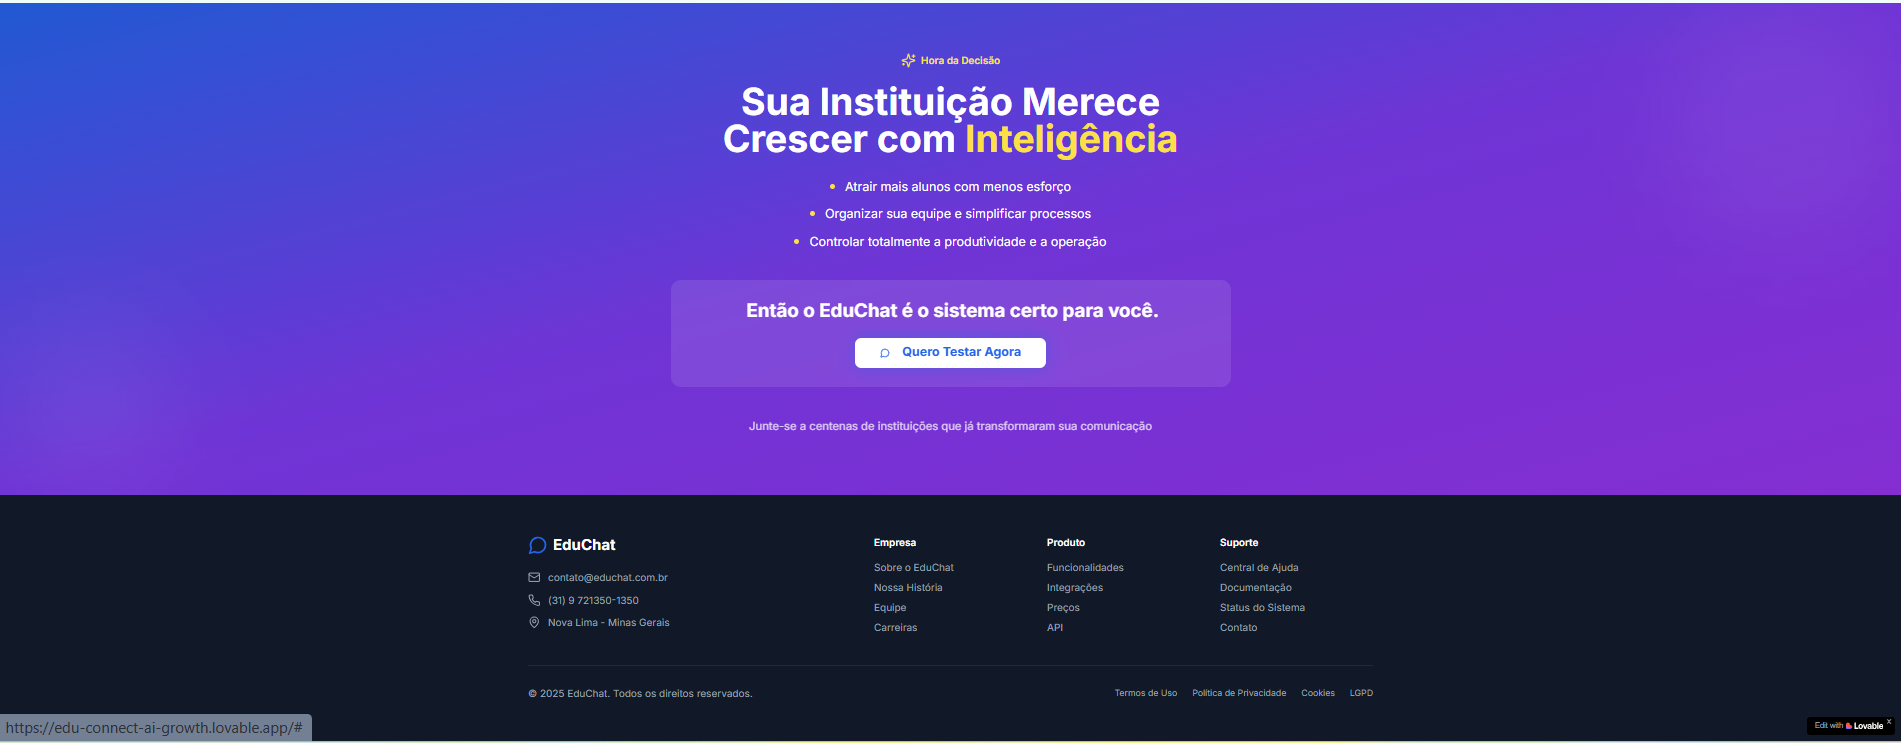 Hora da Decisão
Sua Instituição Merece
Crescer com Inteligência
Atrair mais alunos com menos esforço
Organizar sua equipe e simplificar processos
Controlar totalmente a produtividade e a operação
Então o EduChat é o sistema certo para você.
Quero Testar Agora
Junte-se a centenas de instituições que já transformaram sua comunicação
EduChat
contato@educhat.com.br
(31) 9 721350-1350
Nova Lima - Minas Gerais
Empresa
Sobre o EduChat
Nossa História
Equipe
Carreiras
Produto
Funcionalidades
Integrações
Preços
API
Suporte
Central de Ajuda
Documentação
Status do Sistema
Contato
© 2025 EduChat. Todos os direitos reservados.
Termos de Uso
Política de Privacidade
Cookies
LGPD
https://edu-connect-ai-growth.lovable.app/#
Edit with Lovable